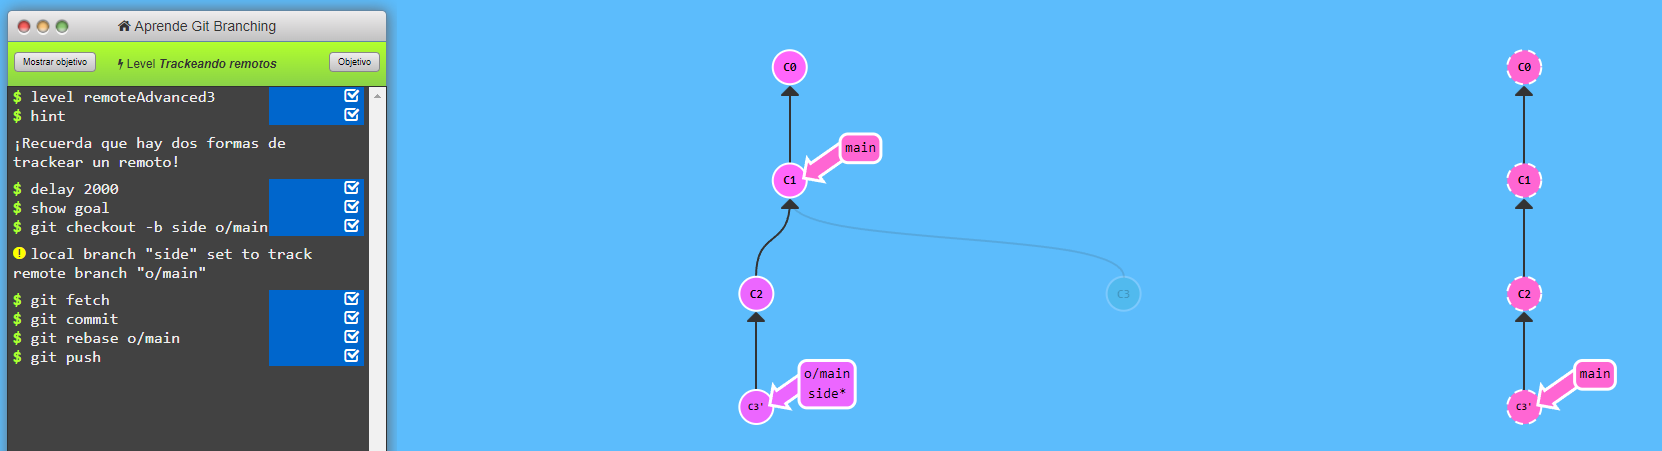 Aprende Git Branching
Mostrar objetivo
Level Trackeando remotos
Objetivo
$ level remoteAdvanced3
$ hint
¡Recuerda que hay dos formas de
trackear un remoto!
$ delay 2000
$ show goal
$ git checkout -b side o/main
local branch "side" set to track
remote branch "o/main"
$ git fetch
$ git commit
$ git rebase o/main
$ git push
C0
main
C1
C2
C3
o/main
side*
C3'
C0
C1
C2
main
C3'